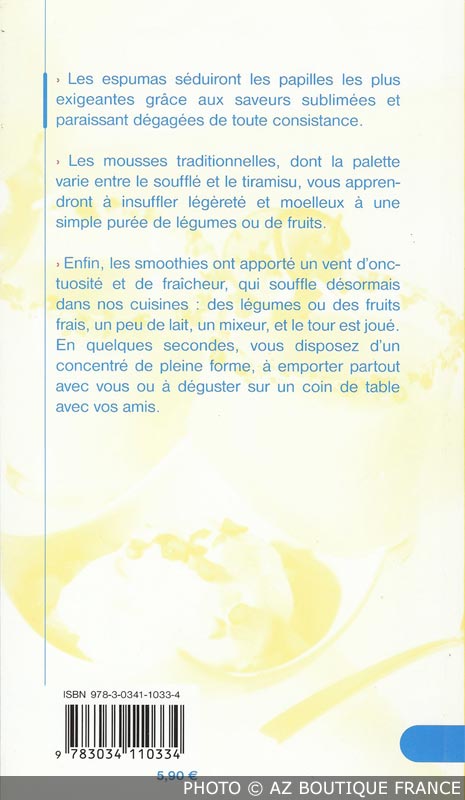 › Les espumas séduiront les papilles les plus
exigeantes grâce aux saveurs sublimées et
paraissant dégagées de toute consistance.
› Les mousses traditionnelles, dont la palette
varie entre le soufflé et le tiramisu, vous appren-
dront à insuffler légèreté et moelleux à une
simple purée de légumes ou de fruits.
› Enfin, les smoothies ont apporté un vent d'onc-
tuosité et de fraîcheur, qui souffle désormais
dans nos cuisines : des légumes ou des fruits
frais, un peu de lait, un mixeur, et le tour est joué.
En quelques secondes, vous disposez d'un
concentré de pleine forme, à emporter partout
avec vous ou à déguster sur un coin de table
avec vos amis.
ISBN 978-3-0341-1033-4
9 783034 110334
5,90 €
PHOTO © AZ BOUTIQUE FRANCE